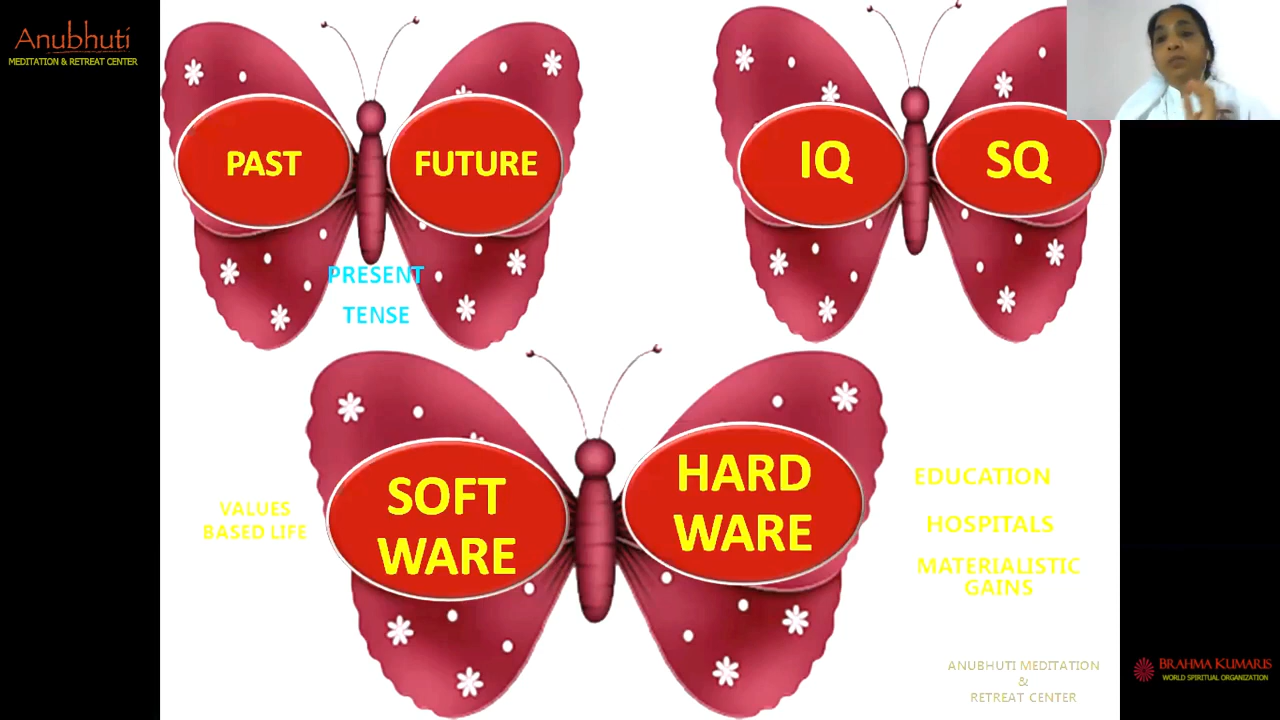 Anubhuti
MEDITATION & RETREAT CENTER
PAST
FUTURE
PRESENT
TENSE
IQ
SQ
SOFT
WARE
HARD
WARE
VALUES
BASED LIFE
EDUCATION
HOSPITALS
MATERIALISTIC
GAINS
ANUBHUTI MEDITATION
&
RETREAT CENTER
BRAHMA KUMARIS
WORLD SPIRITUAL ORGANIZATION